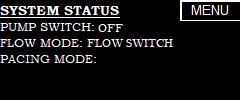 SYSTEM STATUS
MENU
PUMP SWITCH: OFF
FLOW MODE: FLOW SWITCH
PACING MODE: